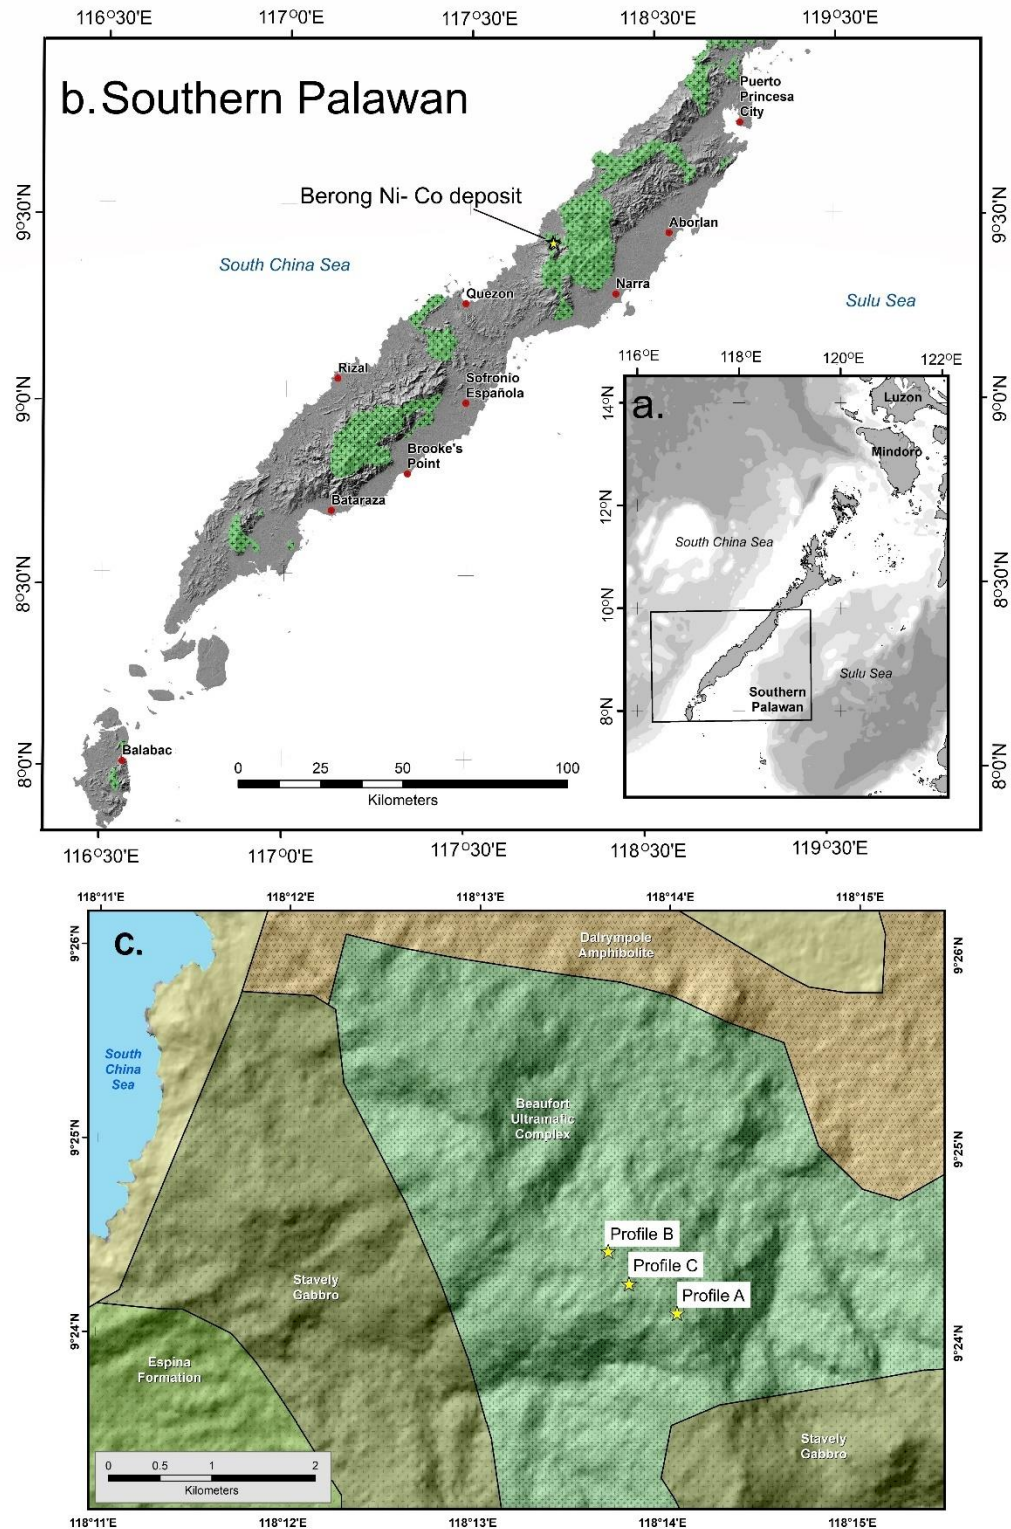 116°30'E 117°0'E 117°30'E 118°30'E 119°30'E
b. Southern Palawan
Puerto
Princesa
City
9°30'N
9°30'N
Berong Ni- Co deposit
Aborlan
South China Sea
Narra
Quezon
Sulu Sea
Rizal
9°0'N
9°0'N
Sofronio
Española
Brooke's
Point
Bataraza
8°30'N
8°30'N
Balabac
8°0'N
8°0'N
0 25 50 100
Kilometers
116°30'E 117°0'E 117°30'E 118°30'E 119°30'E
116°E 118°E 120°E 122°E
a.
14°N
Luzon
Mindoro
12°N
South China Sea
10°N
Sulu Sea
Southern
Palawan
8°N
118°11'E 118°12'E 118°13'E 118°14'E 118°15'E
c.
9°26'N
9°26'N
Dalrympole
Amphibolite
South
China
Sea
Beaufort
Ultramafic
Complex
9°25'N
9°25'N
Profile B
Profile C
Profile A
Stavely
Gabbro
9°24'N
9°24'N
Espina
Formation
Stavely
Gabbro
0 0.5 1 2
Kilometers
118°11'E 118°12'E 118°13'E 118°14'E 118°15'E